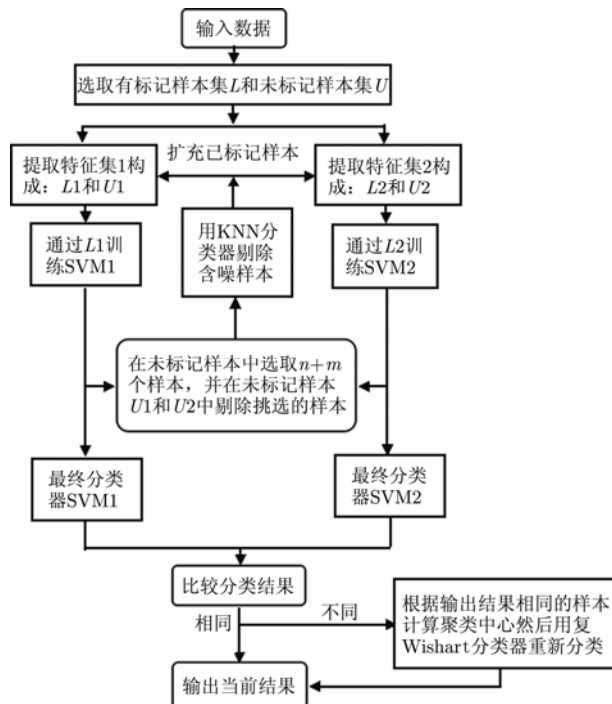 输入数据
选取有标记样本集L和未标记样本集U
提取特征集1构
成：L1和U1
扩充已标记样本
提取特征集2构
成：L2和U2
通过L1训
练SVM1
用KNN分
类器剔除
含噪样本
通过L2训
练SVM2
在未标记样本中选取n+m
个样本，并在未标记样本
U1和U2中剔除挑选的样本
最终分类
器SVM1
最终分类
器SVM2
比较分类结果
相同
不同
根据输出结果相同的样本
计算聚类中心然后用复
Wishart分类器重新分类
输出当前结果